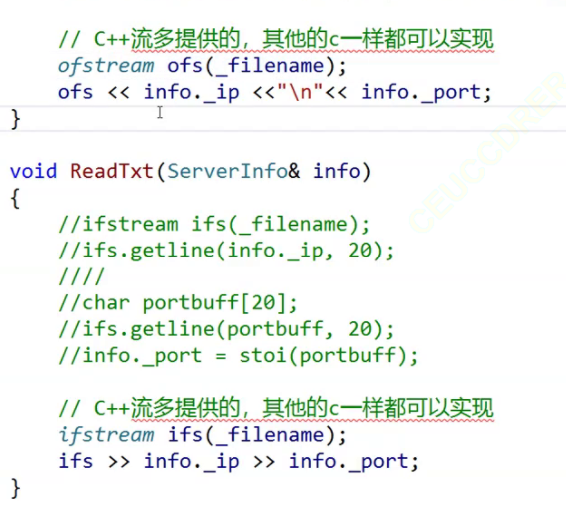 // C++流多提供的，其他的c一样都可以实现
ofstream ofs(_filename);
ofs << info._ip <<"\n"<< info._port;
}
void ReadTxt(ServerInfo& info)
{
//ifstream ifs(_filename);
//ifs.getline(info._ip, 20);
////
//char portbuff[20];
//ifs.getline(portbuff, 20);
//info._port = stoi(portbuff);
// C++流多提供的，其他的c一样都可以实现
ifstream ifs(_filename);
ifs >> info._ip >> info._port;
}